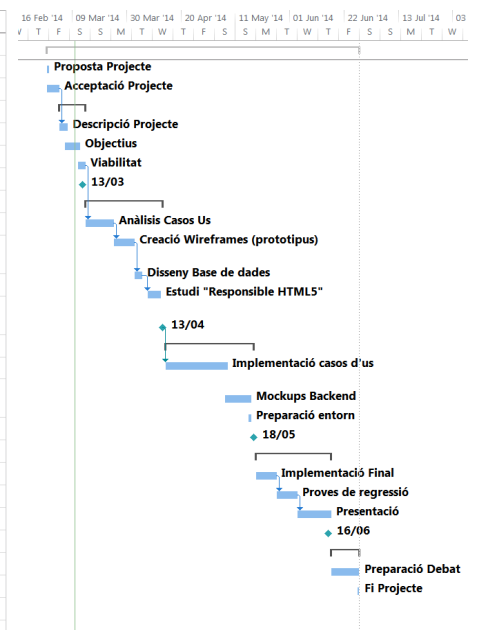 16 Feb '14 09 Mar '14 30 Mar '14 20 Apr '14 11 May '14 01 Jun '14 22 Jun '14 13 Jul '14 03
W T F S S M T W T F S S M T W T F S S M T W
Proposta Projecte
Acceptació Projecte
Descripció Projecte
Objectius
Viabilitat
13/03
Anàlisis Casos Us
Creació Wireframes (prototipus)
Disseny Base de dades
Estudi "Responsible HTML5"
13/04
Implementació casos d'us
Mockups Backend
Preparació entorn
18/05
Implementació Final
Proves de regressió
Presentació
16/06
Preparació Debat
Fi Projecte